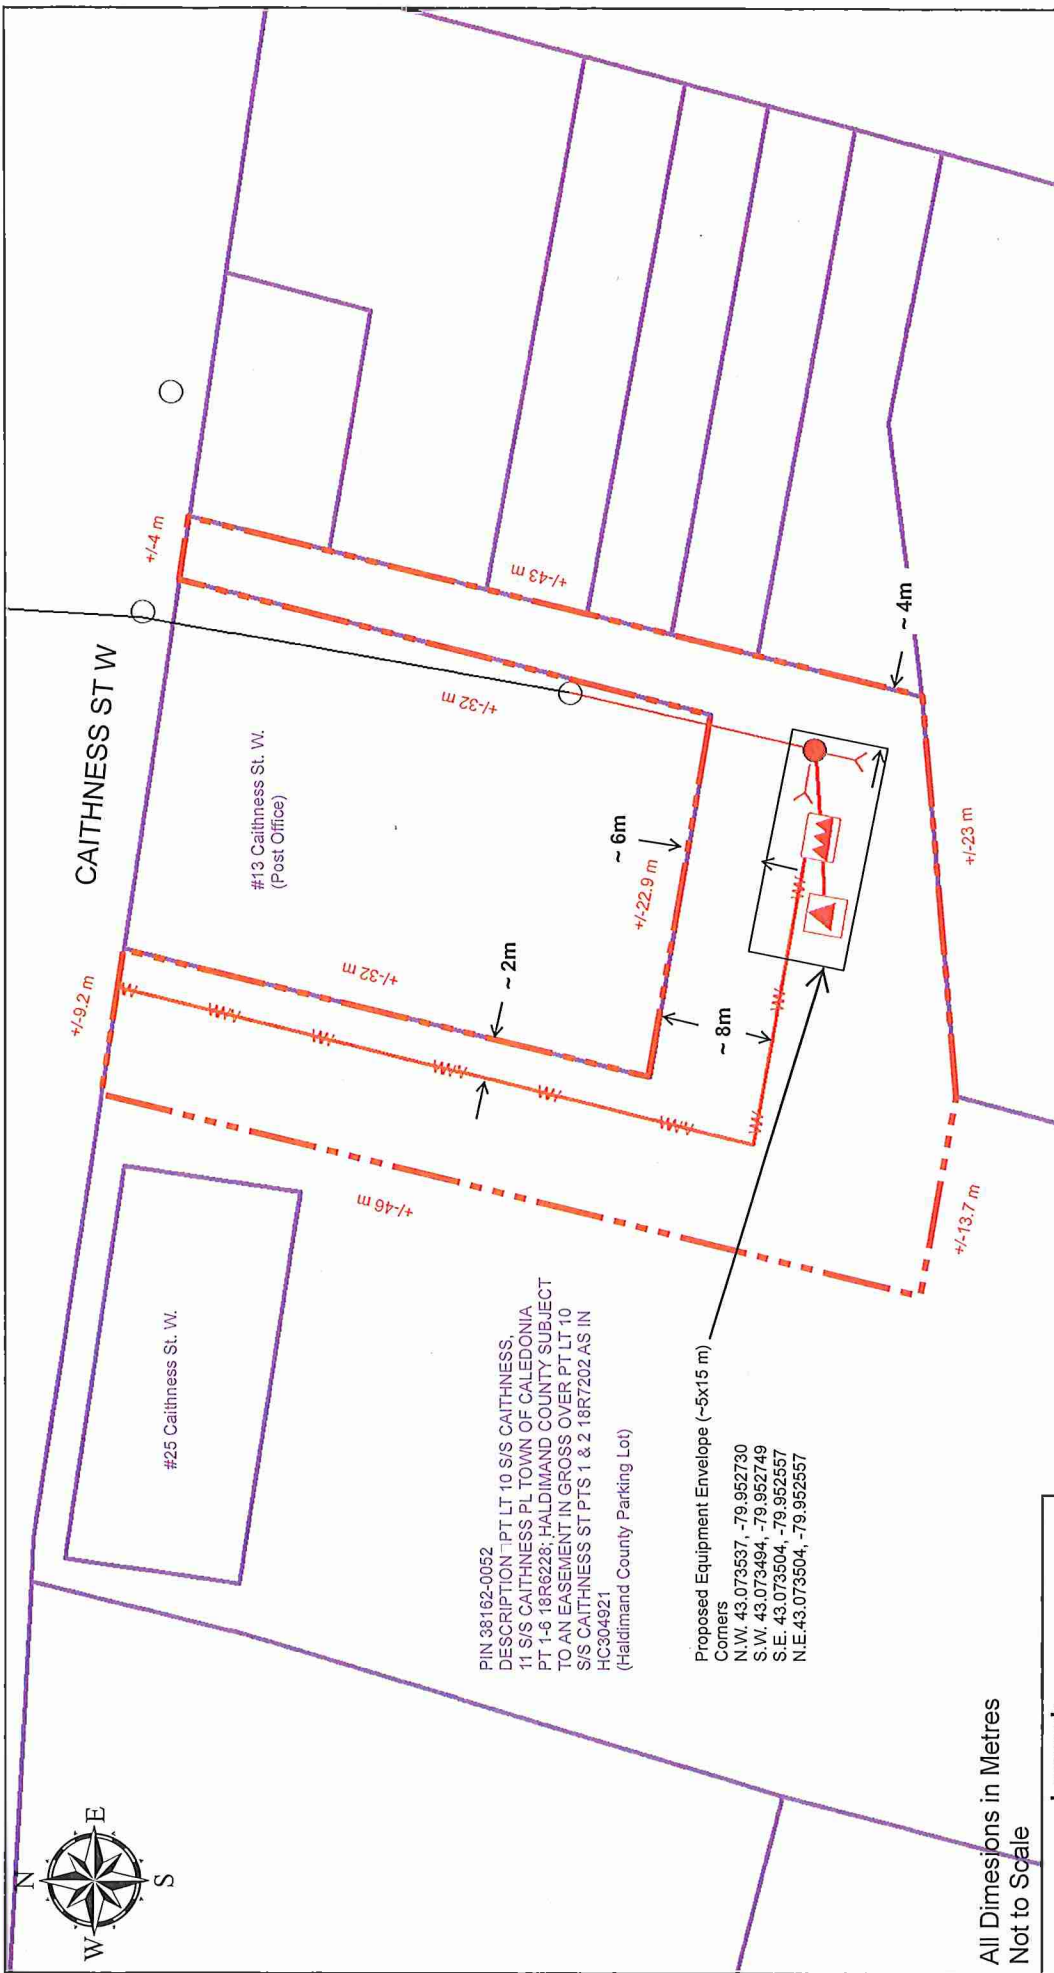 N
W
E
S
CAITHNESS ST W
+/-4 m
+/-9.2 m
#25 Caithness St. W.
#13 Caithness St. W.
(Post Office)
+/-46 m
+/-32 m
+/-32 m
+/-43 m
~ 2m
~ 6m
+/-22.9 m
~ 8m
~ 4m
+/-23 m
+/-13.7 m
PIN 38162-0052
DESCRIPTION PT LT 10 S/S CAITHNESS,
11 S/S CAITHNESS PL TOWN OF CALEDONIA
PT 1-6 18R6228; HALDIMAND COUNTY SUBJECT
TO AN EASEMENT IN GROSS OVER PT LT 10
S/S CAITHNESS ST PTS 1 & 2 18R7202 AS IN
HC304921
(Haldimand County Parking Lot)
Proposed Equipment Envelope (~5x15 m)
Corners
N.W. 43.073537, -79.952730
S.W. 43.073494, -79.952749
S.E. 43.073504, -79.952557
N.E.43.073504, -79.952557
All Dimesions in Metres
Not to Scale